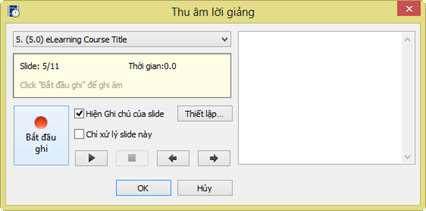 Thu âm lời giảng
5. (5.0) eLearning Course Title
Slide: 5/11 Thời gian:0.0
Click "Bắt đầu ghi" để ghi âm
Bắt đầu ghi
Hiện Ghi chú của slide
Thiết lập...
Chỉ xử lý slide này
OK
Hủy